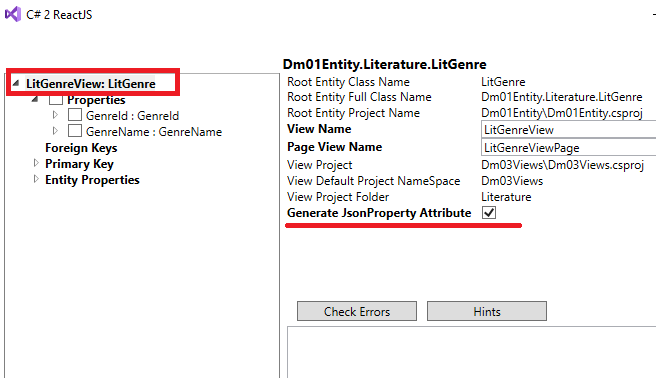 C# 2 ReactJS
LitGenreView: LitGenre
Properties
GenreId : GenreId
GenreName : GenreName
Foreign Keys
Primary Key
Entity Properties
Dm01Entity.Literature.LitGenre
Root Entity Class Name LitGenre
Root Entity Full Class Name Dm01Entity.Literature.LitGenre
Root Entity Project Name Dm01Entity\Dm01Entity.csproj
View Name LitGenreView
Page View Name LitGenreViewPage
View Project Dm03Views\Dm03Views.csproj
View Default Project NameSpace Dm03Views
View Project Folder Literature
Generate JsonProperty Attribute
Check Errors Hints